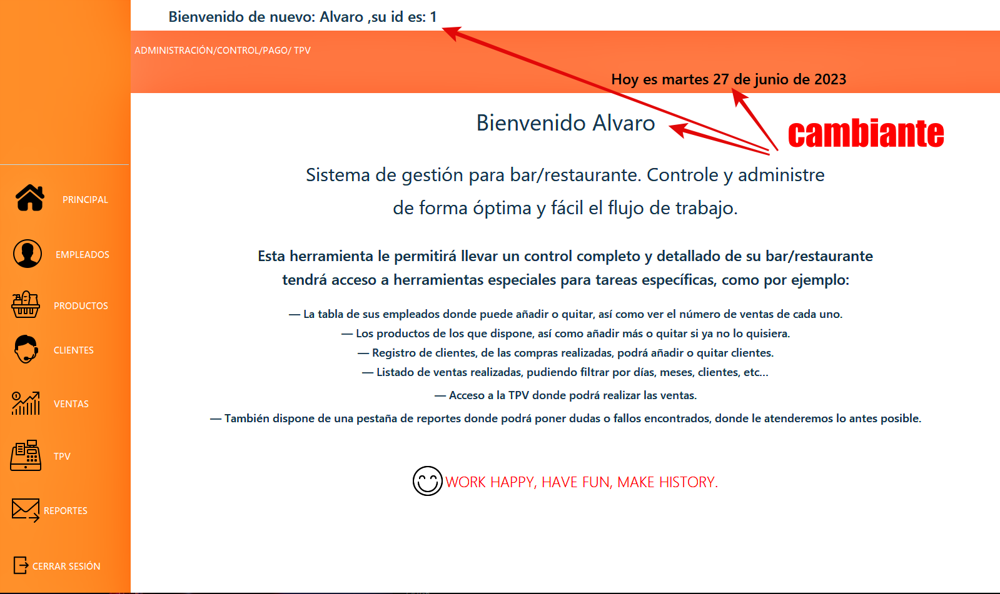 Bienvenido de nuevo: Alvaro ,su id es: 1
ADMINISTRACIÓN/CONTROL/PAGO/ TPV
Hoy es martes 27 de junio de 2023
Bienvenido Alvaro
cambiante
Sistema de gestión para bar/restaurante. Controle y administre
de forma óptima y fácil el flujo de trabajo.
Esta herramienta le permitirá llevar un control completo y detallado de su bar/restaurante
tendrá acceso a herramientas especiales para tareas específicas, como por ejemplo:
— La tabla de sus empleados donde puede añadir o quitar, así como ver el número de ventas de cada uno.
— Los productos de los que dispone, así como añadir más o quitar si ya no lo quisiera.
— Registro de clientes, de las compras realizadas, podrá añadir o quitar clientes.
— Listado de ventas realizadas, pudiendo filtrar por días, meses, clientes, etc...
— Acceso a la TPV donde podrá realizar las ventas.
— También dispone de una pestaña de reportes donde podrá poner dudas o fallos encontrados, donde le atenderemos lo antes posible.
WORK HAPPY, HAVE FUN, MAKE HISTORY.
PRINCIPAL
EMPLEADOS
PRODUCTOS
CLIENTES
VENTAS
TPV
REPORTES
CERRAR SESIÓN